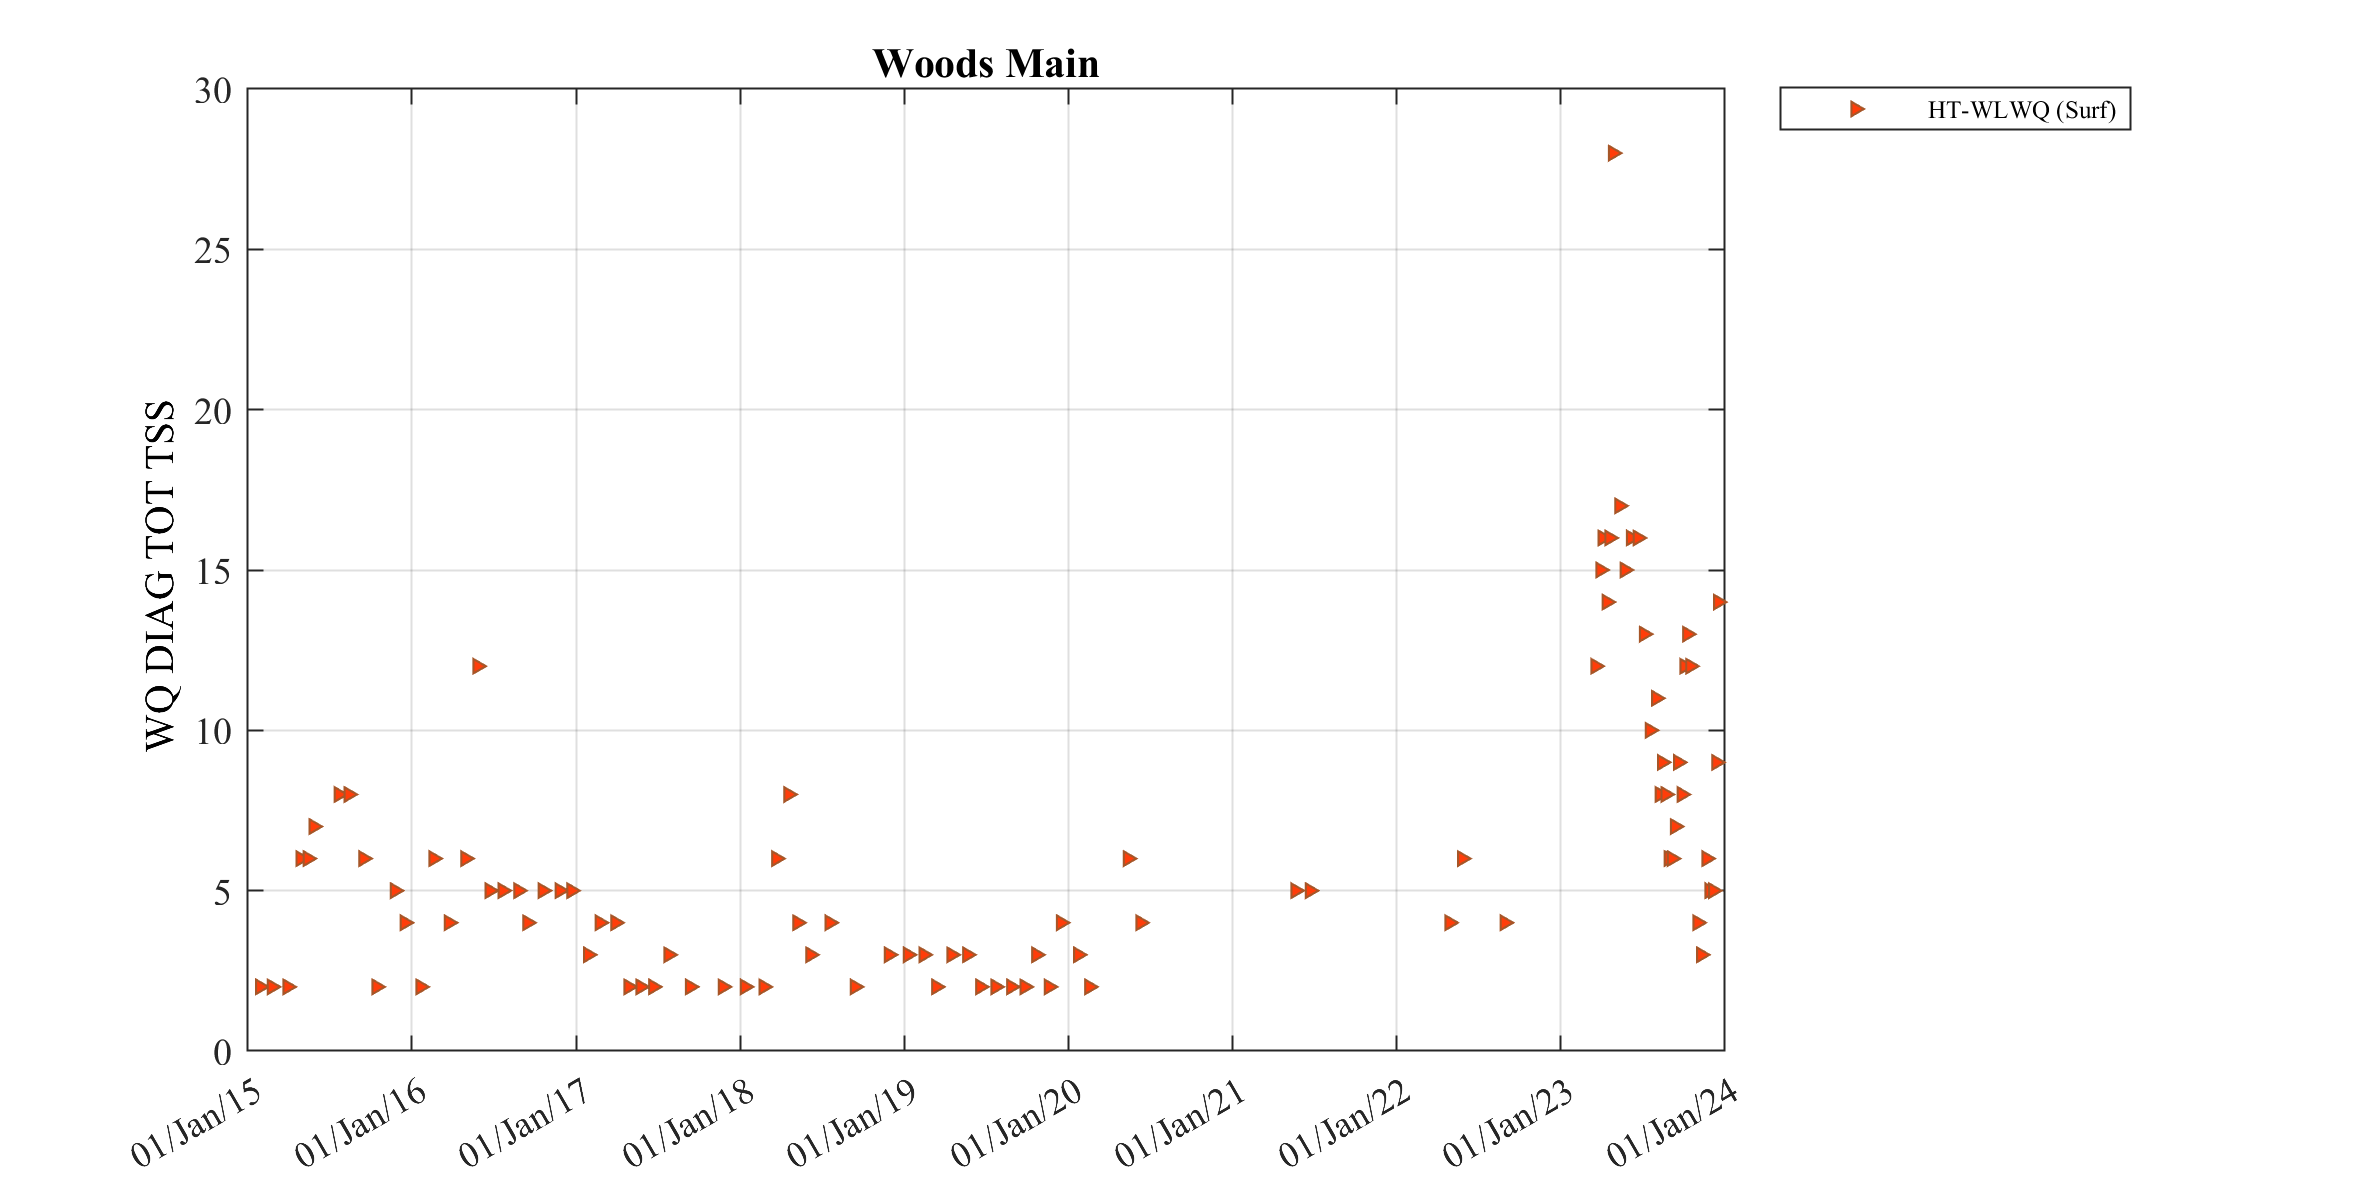 Woods Main
HT-WLWQ (Surf)
WQ DIAG TOT TSS
30
25
20
15
10
5
0
01/Jan/15
01/Jan/16
01/Jan/17
01/Jan/18
01/Jan/19
01/Jan/20
01/Jan/21
01/Jan/22
01/Jan/23
01/Jan/24